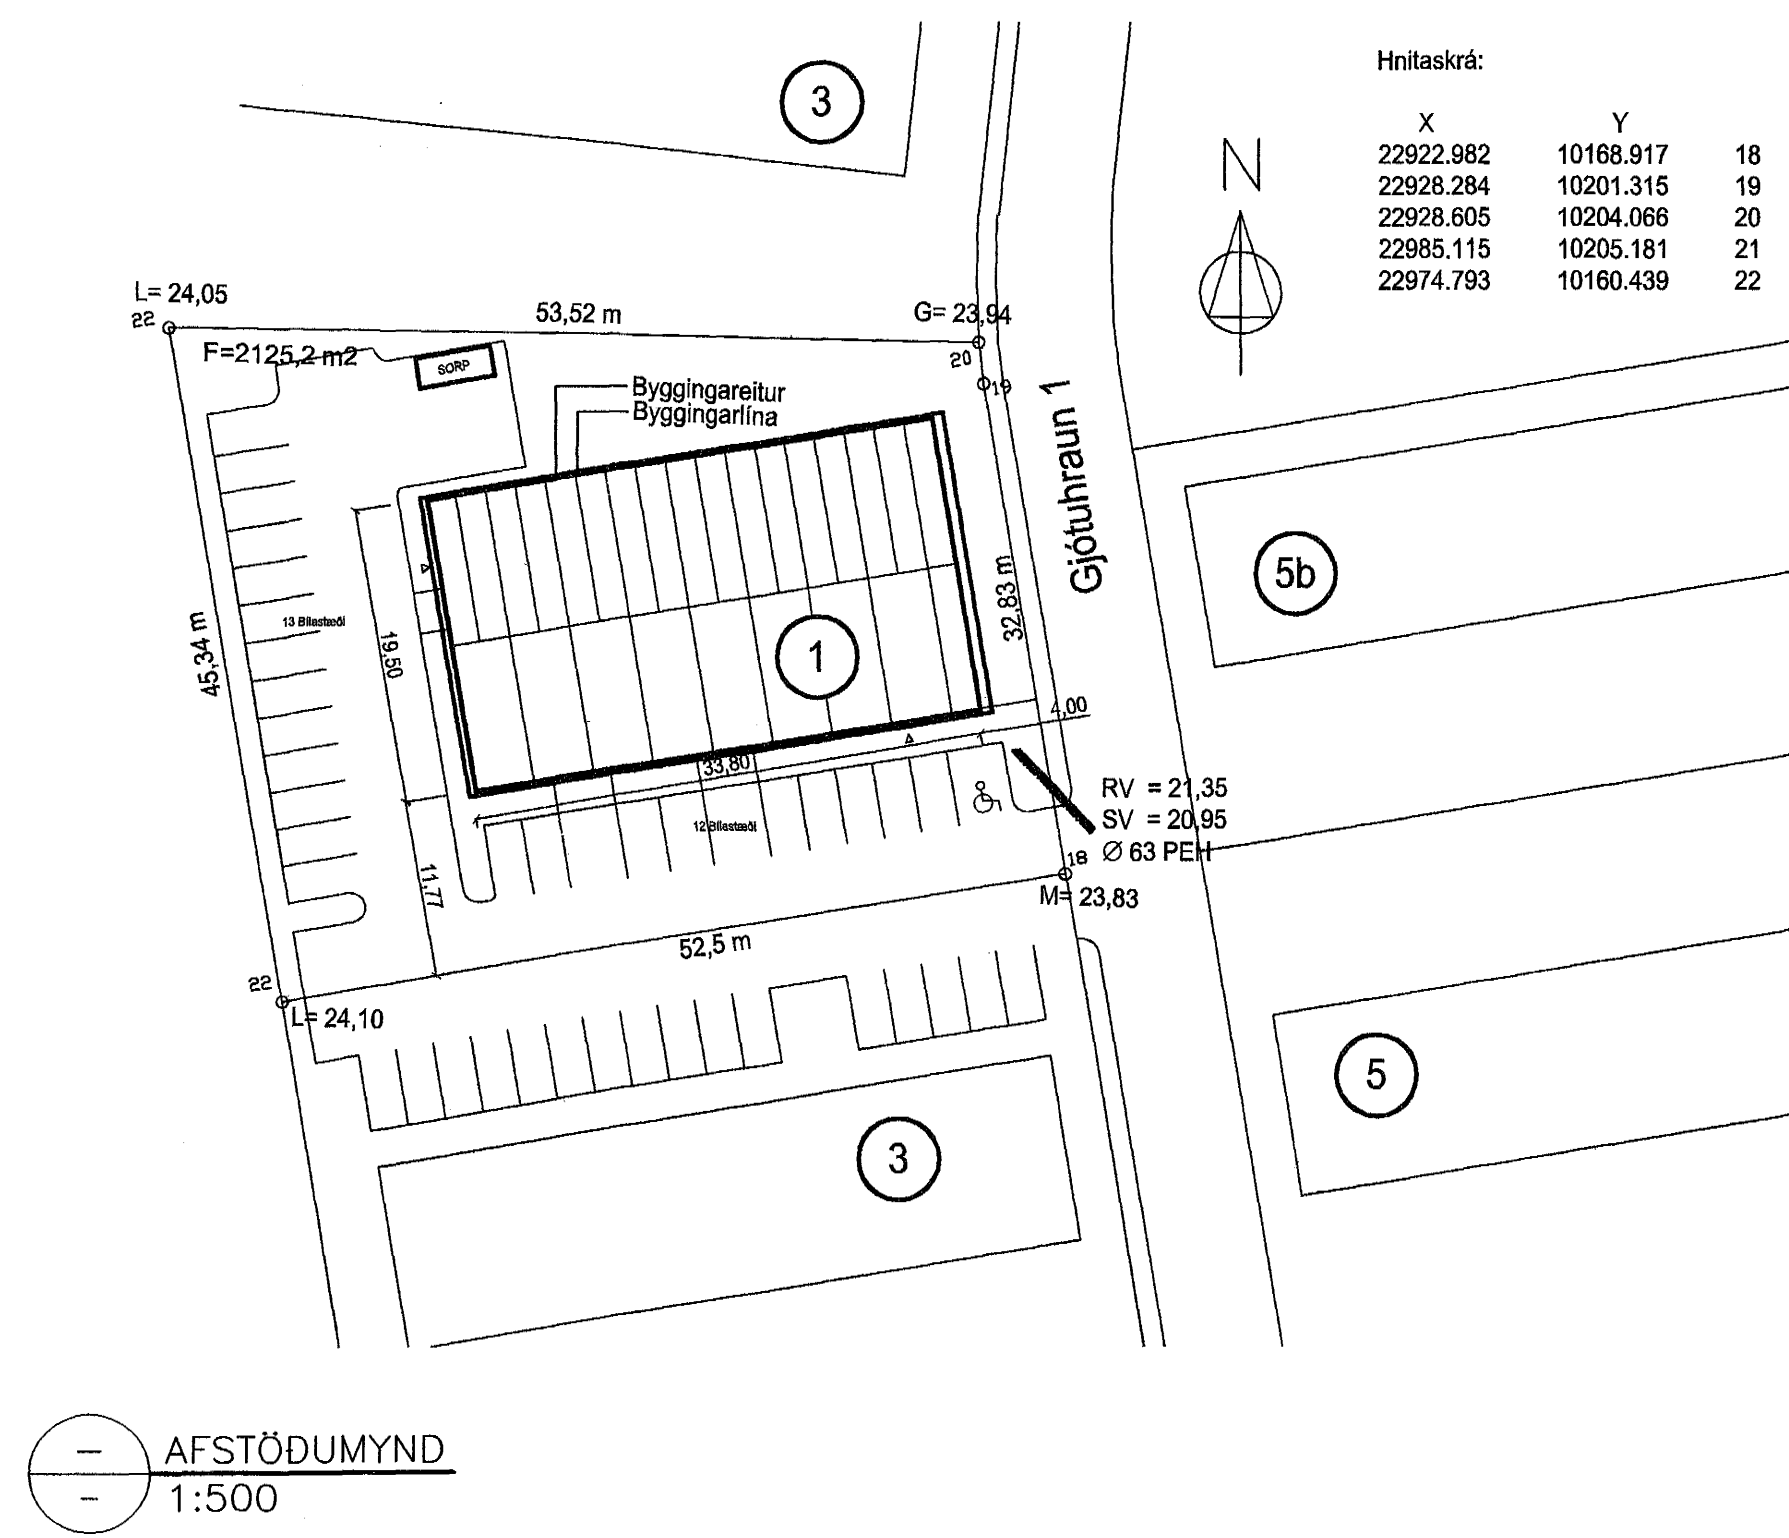 Hnitaskrá:
X Y
22922.982 10168.917 18
22928.284 10201.315 19
22928.605 10204.066 20
22985.115 10205.181 21
22974.793 10160.439 22
N
3
L= 24,05
22
53,52 m
G= 23,94
20
19
F=2125,2 m2
SORP
Byggingareitur
Byggingarlína
Gjótuhraun 1
5b
32,83 m
45,34 m
13 Bílastæði
19,50
1
4,00
33,80
12 Bílastæði
RV = 21,35
SV = 20,95
Ø 63 PEH
18
M= 23,83
11,77
52,5 m
22
L= 24,10
5
3
AFSTÖÐUMYND
1:500